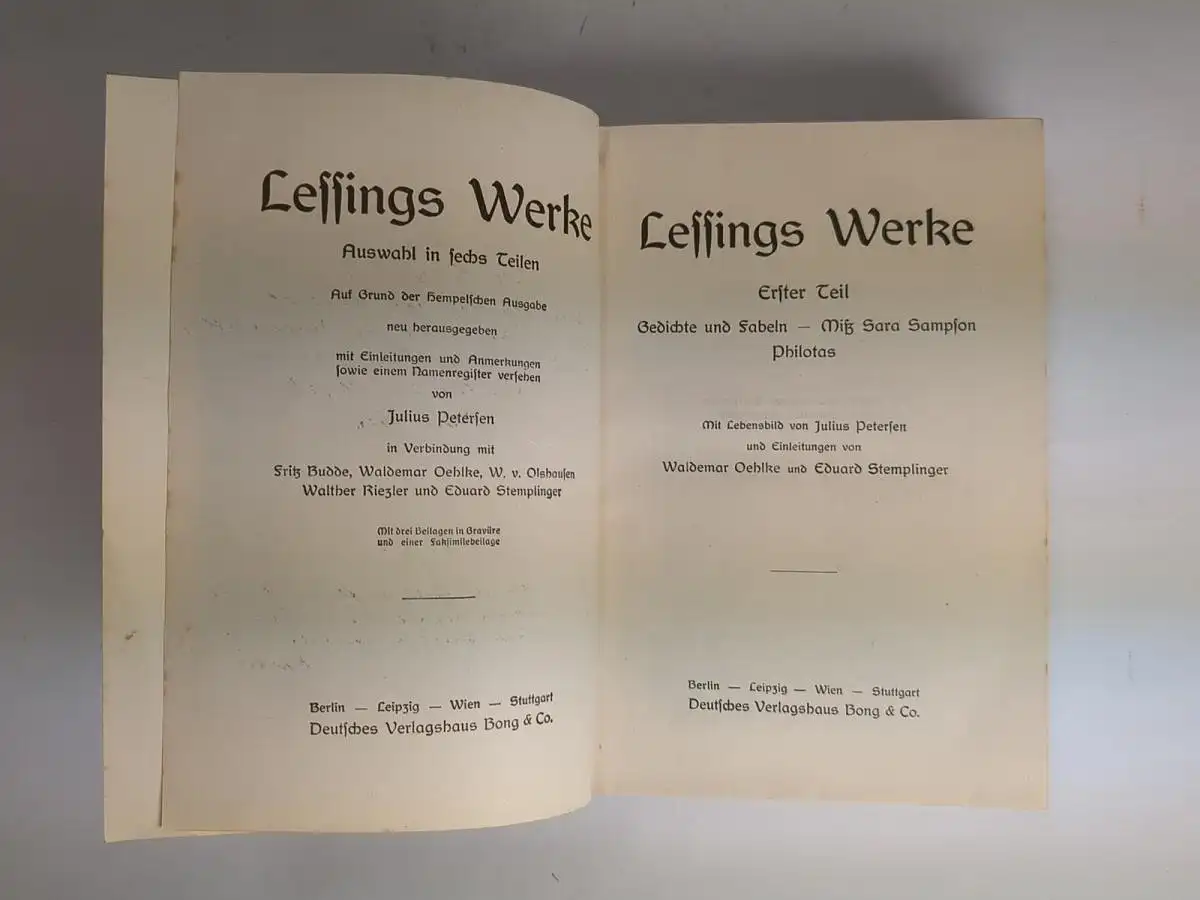 Leſſings Werke
Auswahl in ſechs Teilen
Auf Grund der Hempelſchen Ausgabe
neu herausgegeben
mit Einleitungen und Anmerkungen
ſowie einem Namenregiſter verſehen
von
Julius Peterſen
in Verbindung mit
Fritz Budde, Waldemar Oehlke, W. v. Olshauſen
Walther Riezler und Eduard Stemplinger
Mit drei Beilagen in Gravüre
und einer Fakſimilebeilage
Berlin — Leipzig — Wien — Stuttgart
Deutſches Verlagshaus Bong & Co.
Leſſings Werke
Erſter Teil
Gedichte und Fabeln — Miß Sara Sampſon
Philotas
Mit Lebensbild von Julius Peterſen
und Einleitungen von
Waldemar Oehlke und Eduard Stemplinger
Berlin — Leipzig — Wien — Stuttgart
Deutſches Verlagshaus Bong & Co.